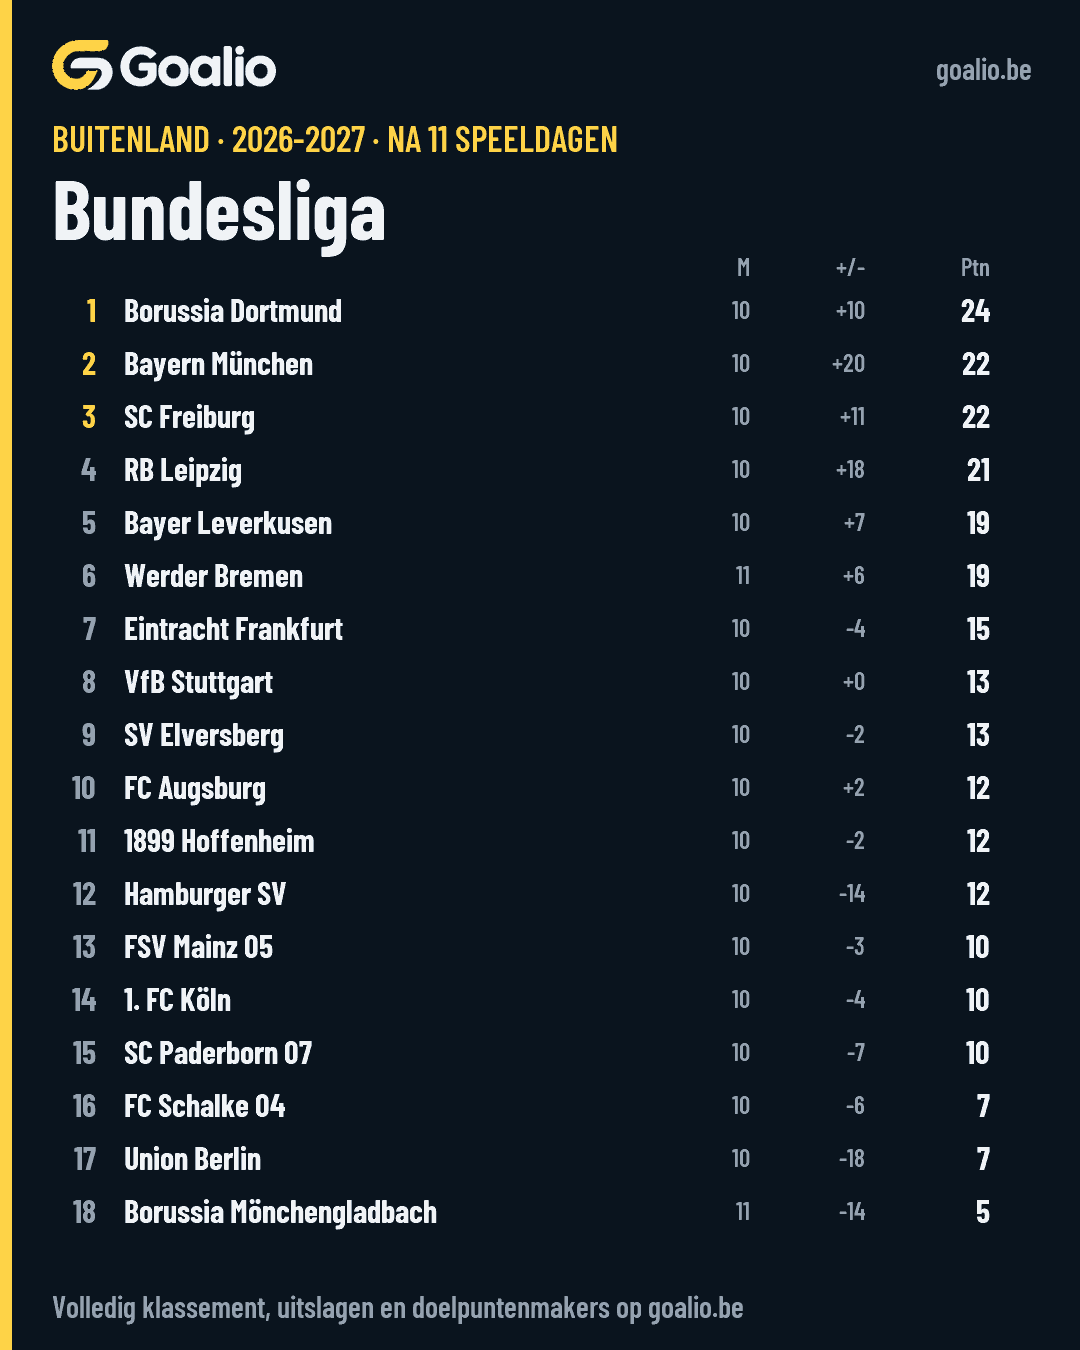 Goalio goalio.be
BUITENLAND · 2026-2027 · NA 11 SPEELDAGEN
Bundesliga
M +/- Ptn
1 Borussia Dortmund 10 +10 24
2 Bayern München 10 +20 22
3 SC Freiburg 10 +11 22
4 RB Leipzig 10 +18 21
5 Bayer Leverkusen 10 +7 19
6 Werder Bremen 11 +6 19
7 Eintracht Frankfurt 10 -4 15
8 VfB Stuttgart 10 +0 13
9 SV Elversberg 10 -2 13
10 FC Augsburg 10 +2 12
11 1899 Hoffenheim 10 -2 12
12 Hamburger SV 10 -14 12
13 FSV Mainz 05 10 -3 10
14 1. FC Köln 10 -4 10
15 SC Paderborn 07 10 -7 10
16 FC Schalke 04 10 -6 7
17 Union Berlin 10 -18 7
18 Borussia Mönchengladbach 11 -14 5
Volledig klassement, uitslagen en doelpuntenmakers op goalio.be